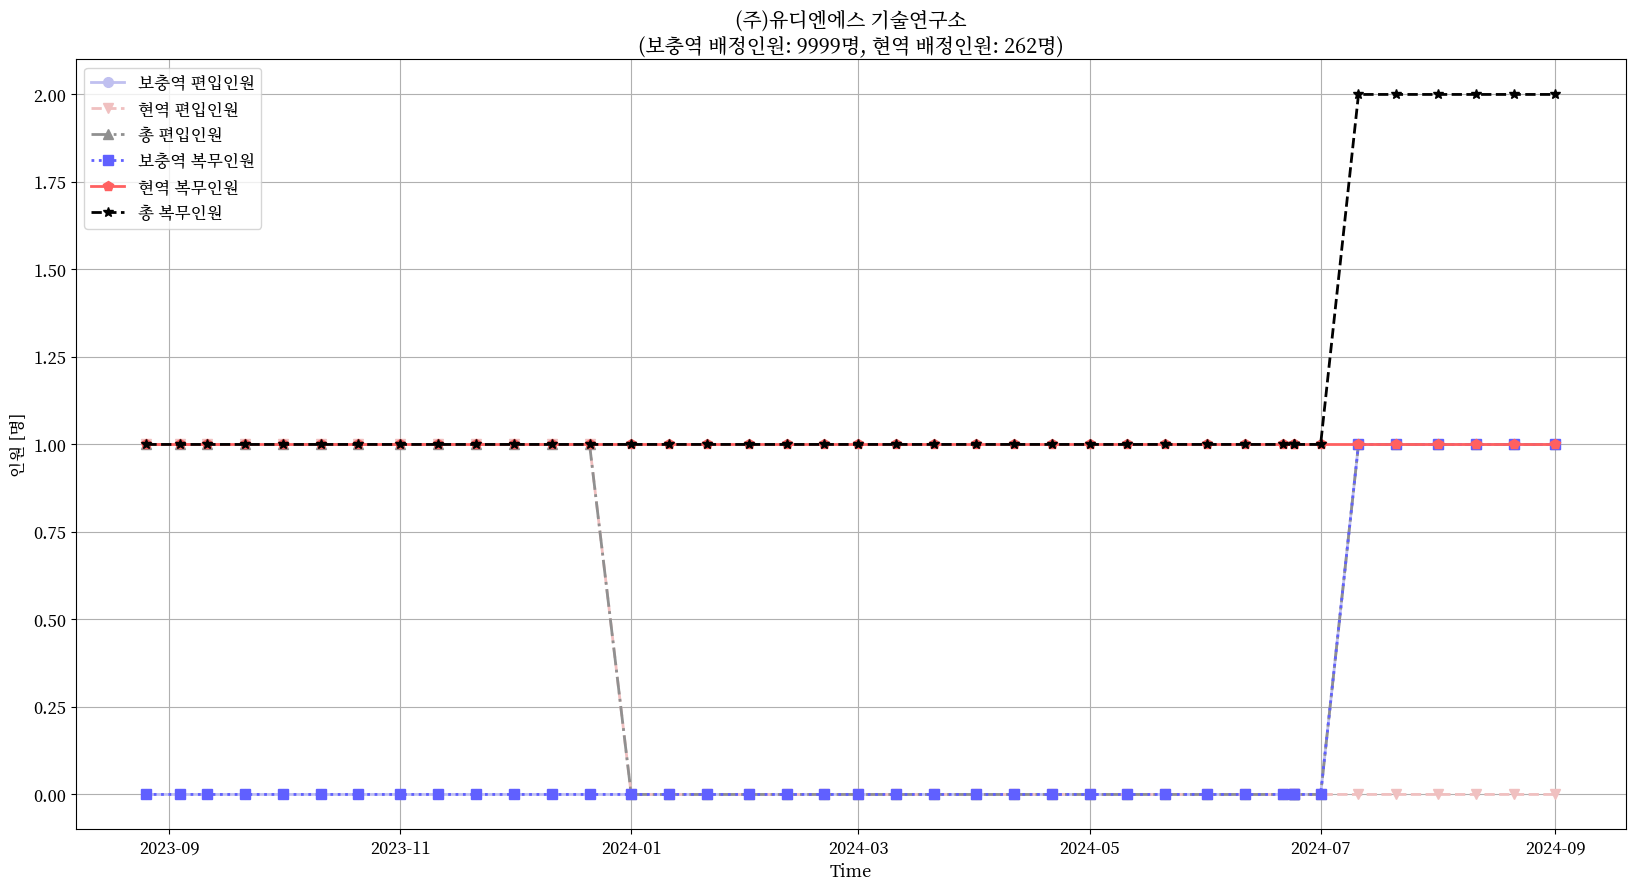 (주)유디엔에스 기술연구소
(보충역 배정인원: 9999명, 현역 배정인원: 262명)
보충역 편입인원
현역 편입인원
총 편입인원
보충역 복무인원
현역 복무인원
총 복무인원
2.00
1.75
1.50
1.25
1.00
0.75
0.50
0.25
0.00
인원 [명]
2023-09 2023-11 2024-01 2024-03 2024-05 2024-07 2024-09
Time